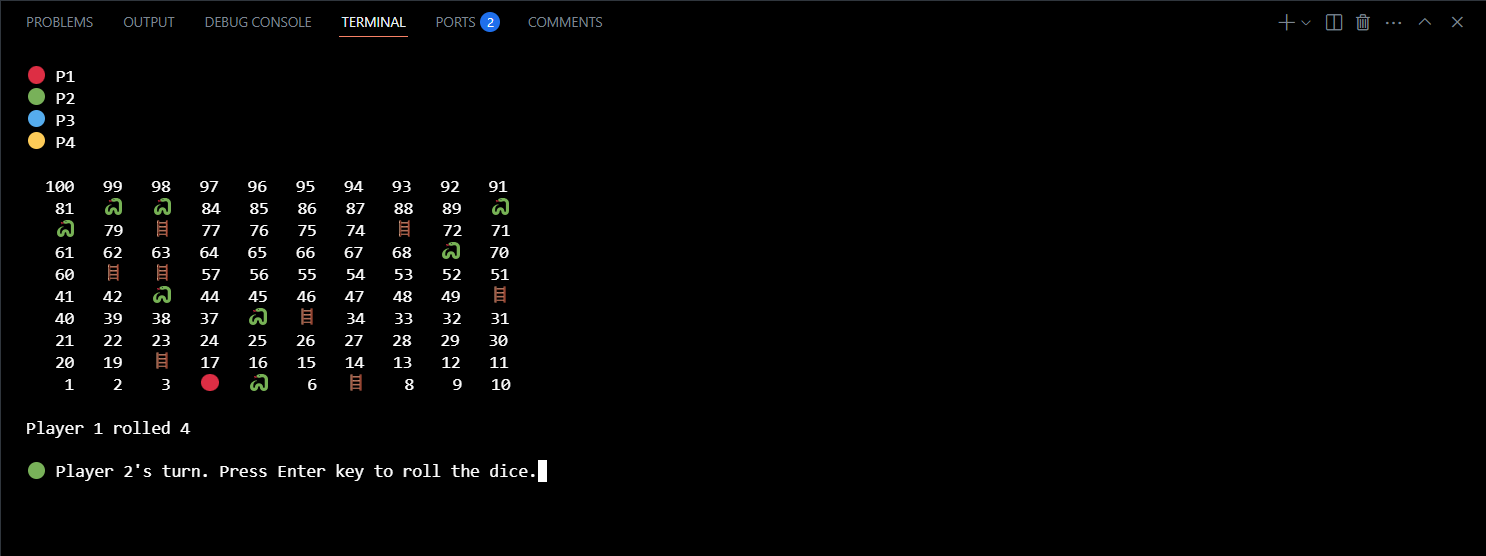 PROBLEMS OUTPUT DEBUG CONSOLE TERMINAL PORTS 2 COMMENTS
P1
P2
P3
P4
100 99 98 97 96 95 94 93 92 91
81 84 85 86 87 88 89
79 77 76 75 74 72 71
61 62 63 64 65 66 67 68 70
60 57 56 55 54 53 52 51
41 42 44 45 46 47 48 49
40 39 38 37 34 33 32 31
21 22 23 24 25 26 27 28 29 30
20 19 17 16 15 14 13 12 11
1 2 3 6 8 9 10
Player 1 rolled 4
Player 2's turn. Press Enter key to roll the dice.